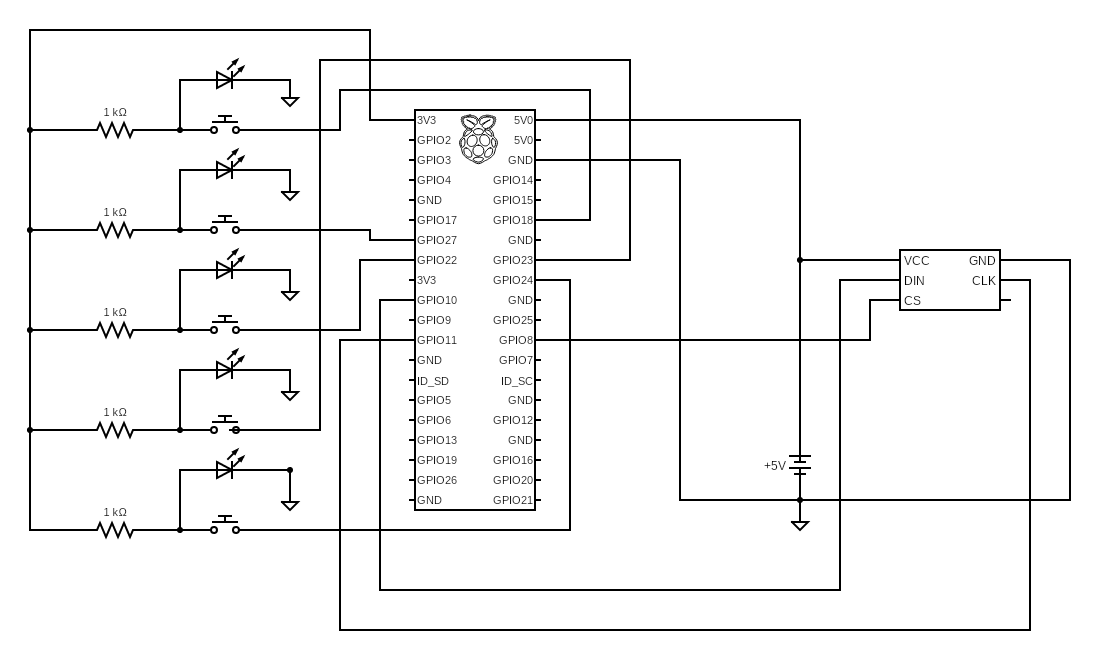 1 kΩ
1 kΩ
1 kΩ
1 kΩ
1 kΩ
3V3
GPIO2
GPIO3
GPIO4
GND
GPIO17
GPIO27
GPIO22
3V3
GPIO10
GPIO9
GPIO11
GND
ID_SD
GPIO5
GPIO6
GPIO13
GPIO19
GPIO26
GND
5V0
5V0
GND
GPIO14
GPIO15
GPIO18
GND
GPIO23
GPIO24
GND
GPIO25
GPIO8
GPIO7
ID_SC
GND
GPIO12
GND
GPIO16
GPIO20
GPIO21
+5V
VCC
DIN
CS
GND
CLK